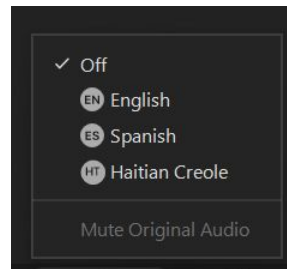 Off
EN English
ES Spanish
HT Haitian Creole
Mute Original Audio